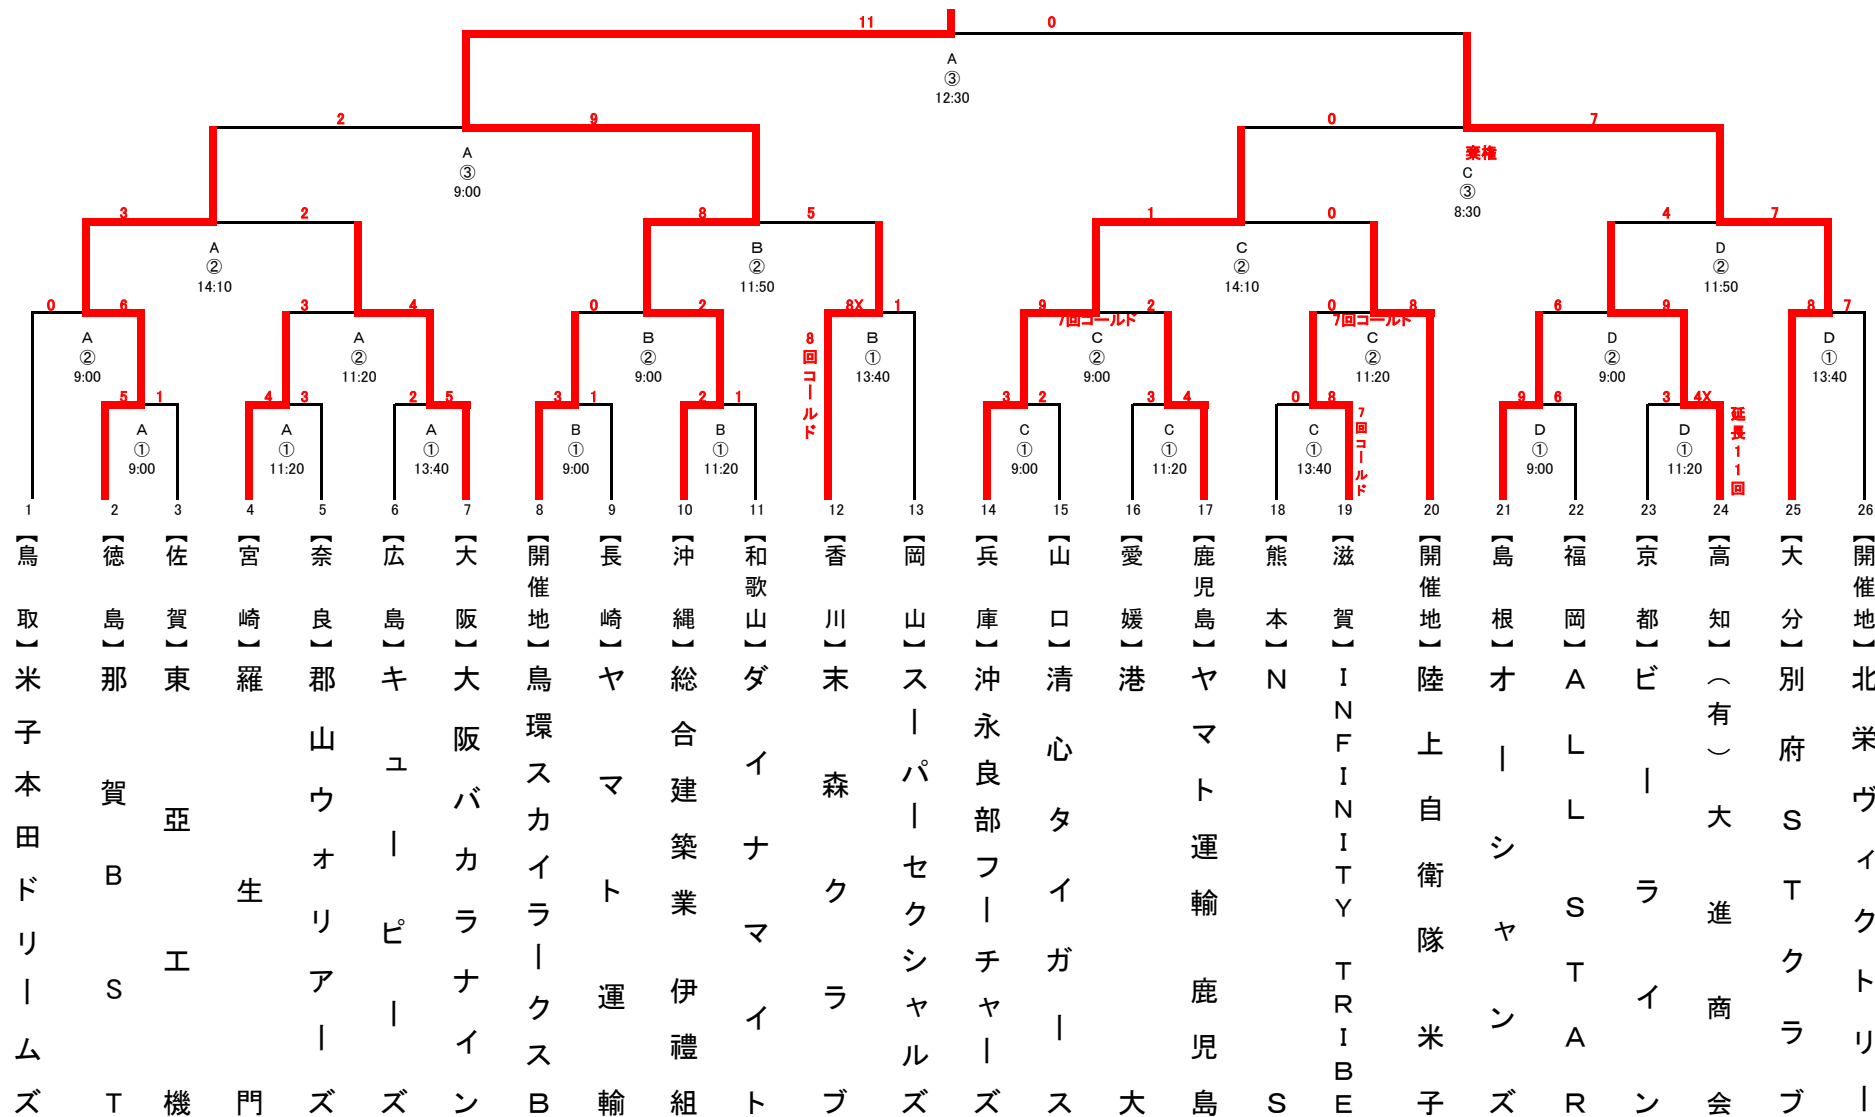 11 0
A
③
12:30
2 9
A
③
9:00
0 7
棄権
C
③
8:30
3 2
A
②
14:10
8 5
B
②
11:50
1 0
C
②
14:10
4 7
D
②
11:50
0 6
A
②
9:00
3 4
A
②
11:20
0 2
B
②
9:00
8X 1
B
①
13:40
8回コールド
9 2
7回コールド
C
②
9:00
0 8
7回コールド
C
②
11:20
6 9
D
②
9:00
8 7
D
①
13:40
5 1
A
①
9:00
4 3
A
①
11:20
2 5
A
①
13:40
3 1
B
①
9:00
2 1
B
①
11:20
3 2
C
①
9:00
3 4
C
①
11:20
0 8
C
①
13:40
7回コールド
9 6
D
①
9:00
3 4X
D
①
11:20
延長11回
1 2 3 4 5 6 7 8 9 10 11 12 13 14 15 16 17 18 19 20 21 22 23 24 25 26
【鳥取】米子本田ドリームズ
【徳島】那賀BST
【佐賀】東亞工機
【宮崎】羅生門
【奈良】郡山ウォリアーズ
【広島】キューピーズ
【大阪】大阪バカラナイン
【開催地】鳥環スカイラークスB
【長崎】ヤマト運輸
【沖縄】総合建築業 伊禮組
【和歌山】ダイナマイト
【香川】末森クラブ
【岡山】スーパーセクシャルズ
【兵庫】沖永良部フーチャーズ
【山口】清心タイガース
【愛媛】港大
【鹿児島】ヤマト運輸 鹿児島
【熊本】NS
【滋賀】INFINITY TRIBE
【開催地】陸上自衛隊 米子
【島根】オーシャンズ
【福岡】ALL STAR
【京都】ビーライン
【高知】(有)大進商会
【大分】別府STクラブ
【開催地】北栄ヴィクトリー